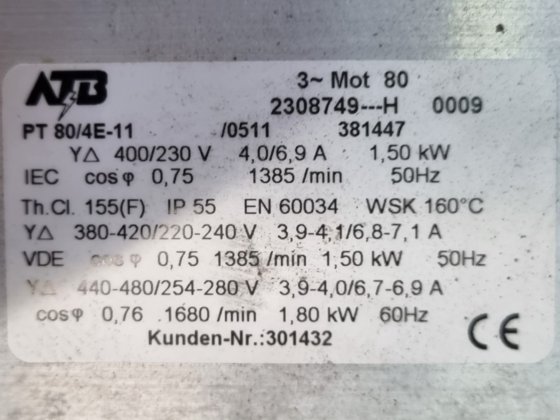 ATB 3~ Mot 80
2308749---H 0009
PT 80/4E-11 /0511 381447
Y∆ 400/230 V 4,0/6,9 A 1,50 kW
IEC cos φ 0,75 1385 /min 50Hz
Th.Cl. 155(F) IP 55 EN 60034 WSK 160°C
Y∆ 380-420/220-240 V 3,9-4,1/6,8-7,1 A
VDE cos φ 0,75 1385 /min 1,50 kW 50Hz
Y∆ 440-480/254-280 V 3,9-4,0/6,7-6,9 A
cos φ 0,76 1680 /min 1,80 kW 60Hz
Kunden-Nr.:301432 CE